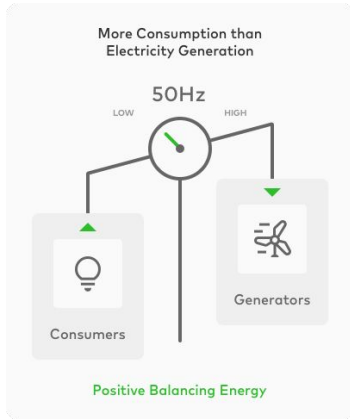 More Consumption than
Electricity Generation
50Hz
LOW
HIGH
Generators
Consumers
Positive Balancing Energy